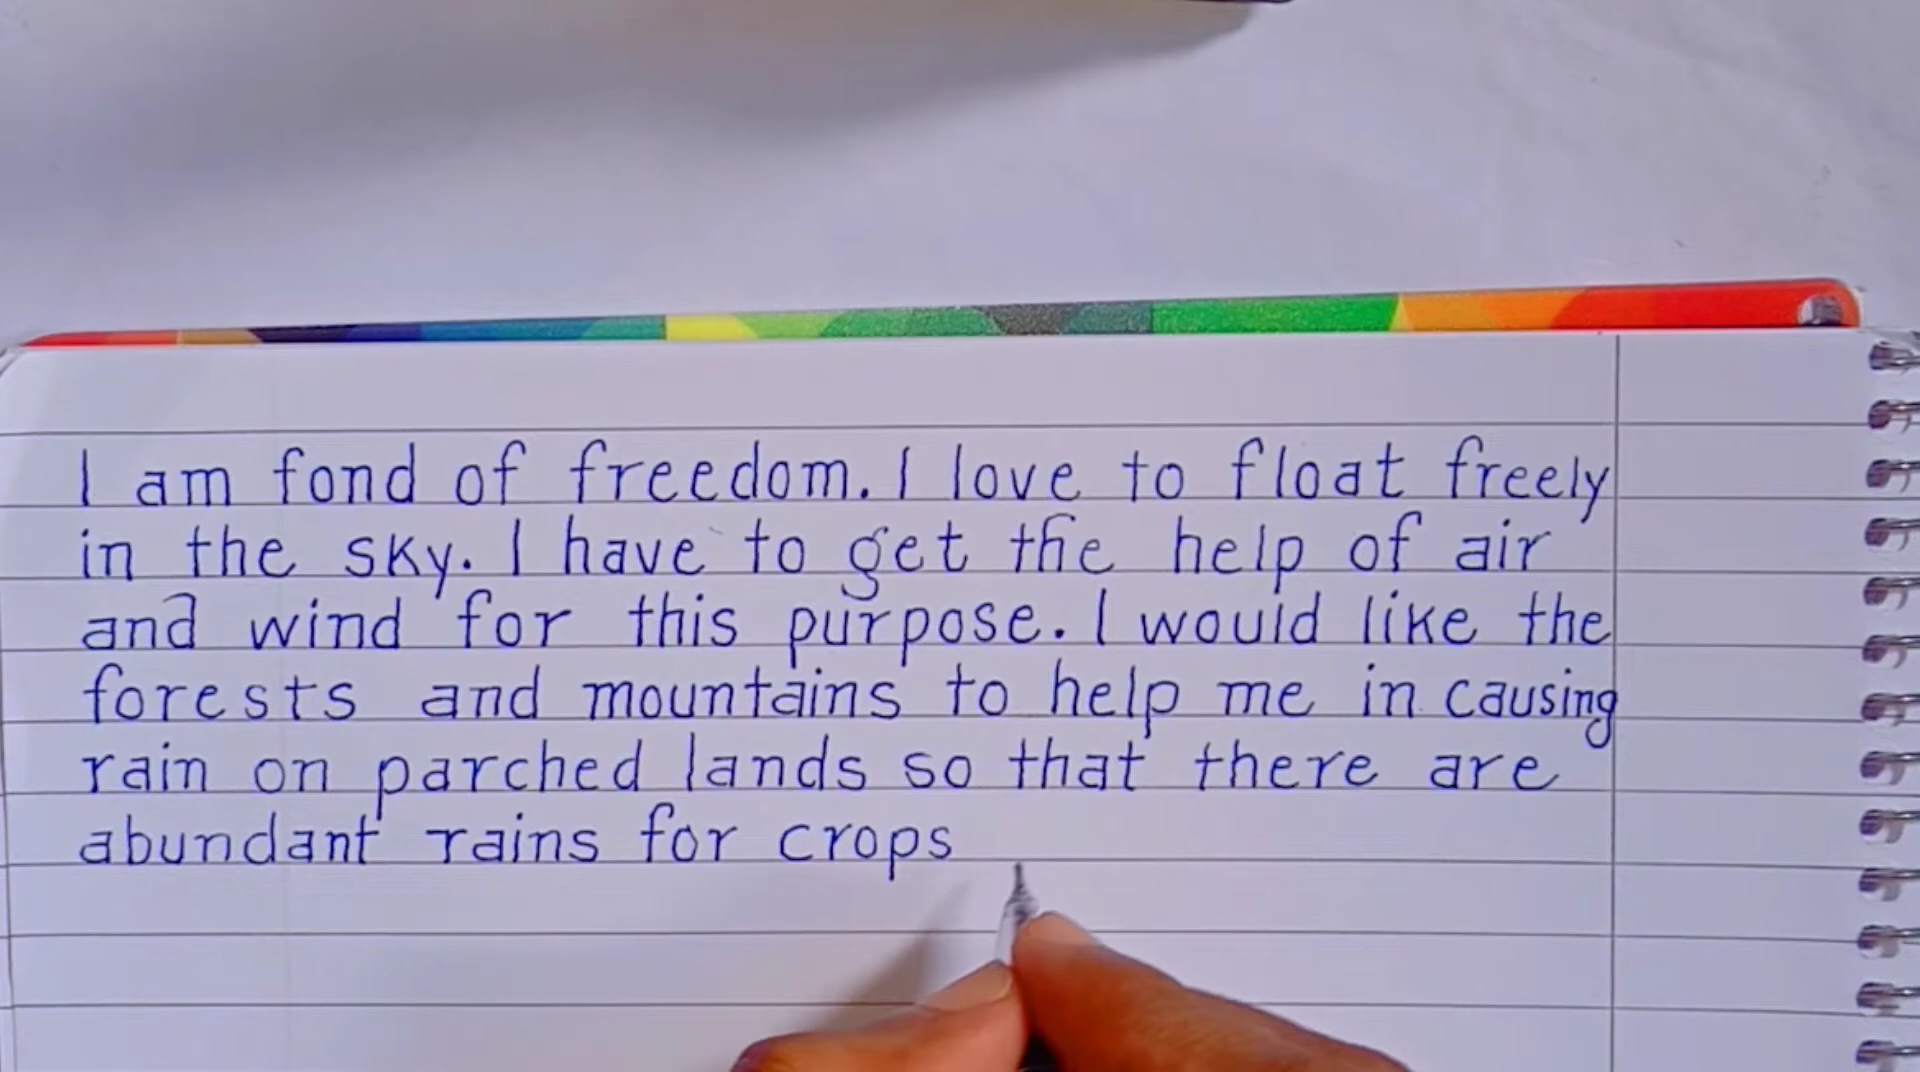 I am fond of freedom. I love to float freely
in the sky. I have to get the help of air
and wind for this purpose. I would like the
forests and mountains to help me in causing
rain on parched lands so that there are
abundant rains for crops